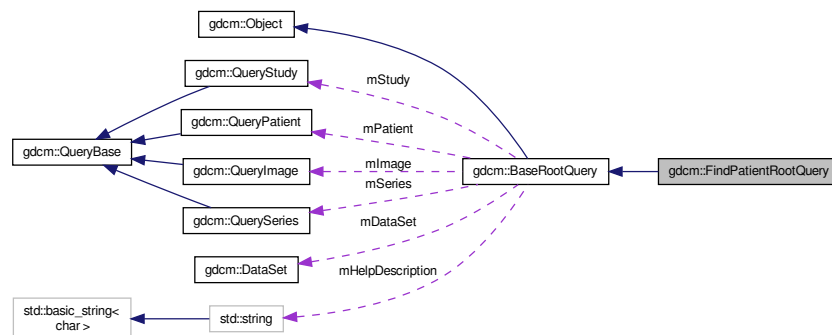 gdcm::Object
gdcm::QueryStudy
mStudy
gdcm::QueryPatient
mPatient
gdcm::QueryBase
gdcm::QueryImage
mImage
gdcm::BaseRootQuery
gdcm::FindPatientRootQuery
mSeries
gdcm::QuerySeries
mDataSet
gdcm::DataSet
mHelpDescription
std::basic_string<
char >
std::string